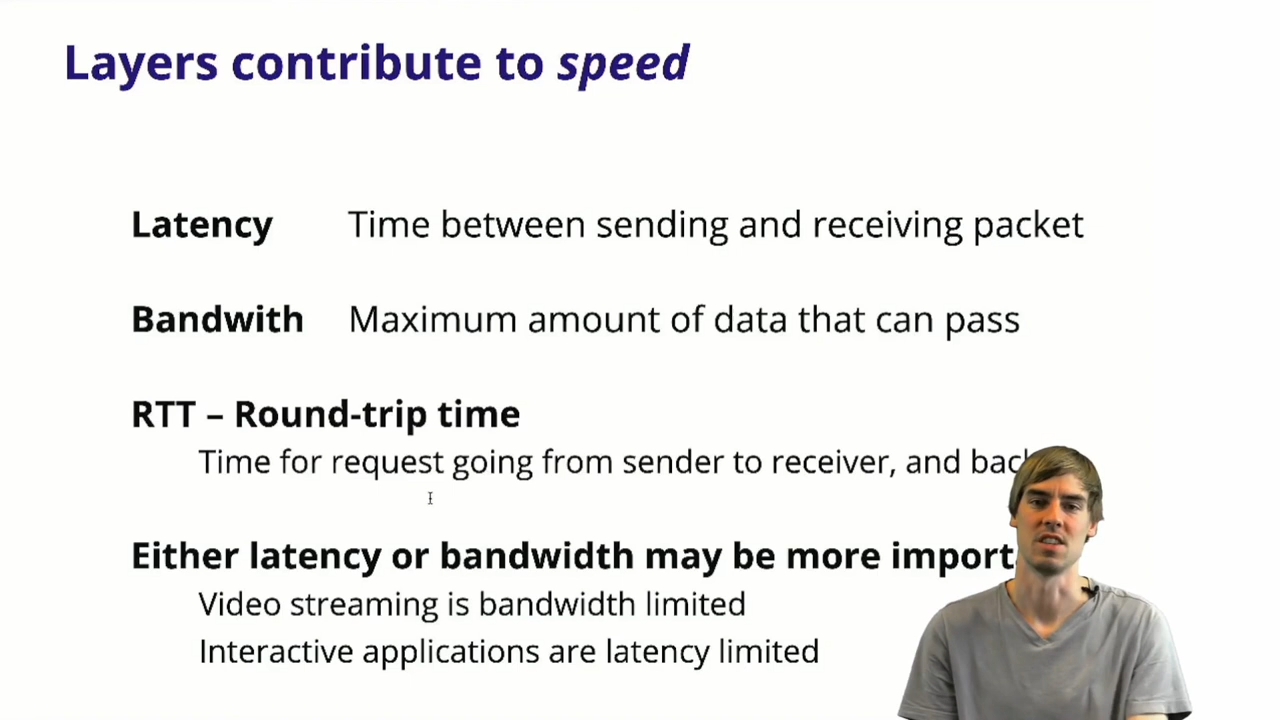 Layers contribute to speed
Latency Time between sending and receiving packet
Bandwith Maximum amount of data that can pass
RTT – Round-trip time
Time for request going from sender to receiver, and
Either latency or bandwidth may be more
Video streaming is bandwidth limited
Interactive applications are latency limited